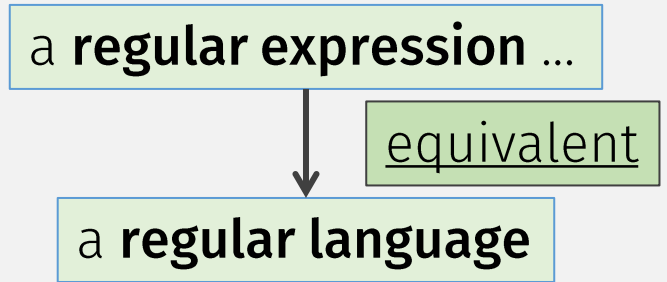 a regular expression ...
equivalent
a regular language